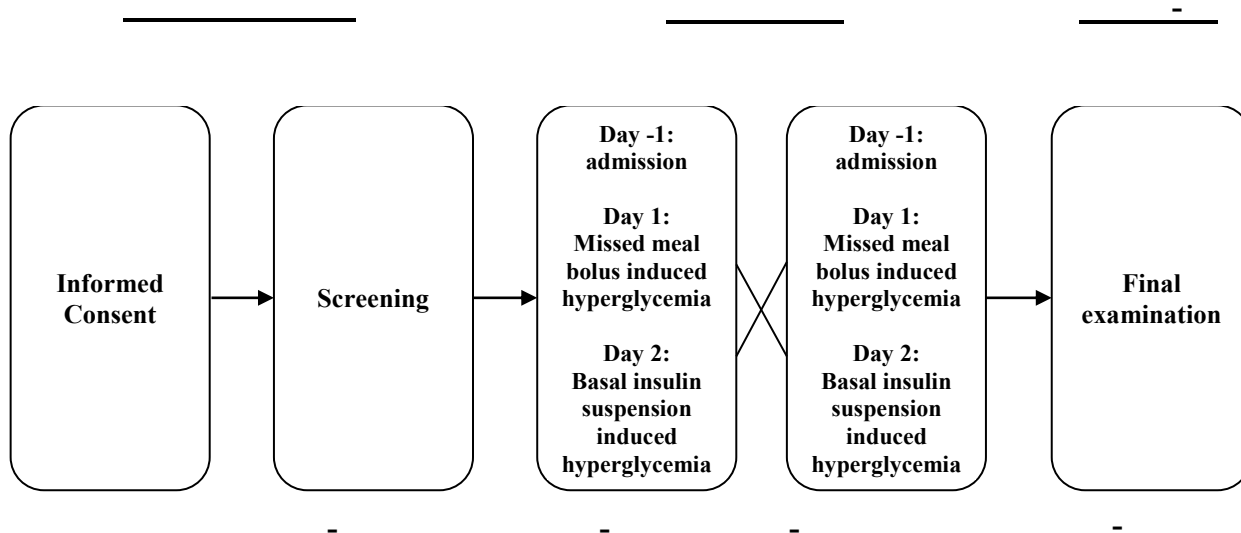 -
Informed
Consent
Screening
Day -1:
admission
Day 1:
Missed meal
bolus induced
hyperglycemia
Day 2:
Basal insulin
suspension
induced
hyperglycemia
Day -1:
admission
Day 1:
Missed meal
bolus induced
hyperglycemia
Day 2:
Basal insulin
suspension
induced
hyperglycemia
Final
examination
- - - -